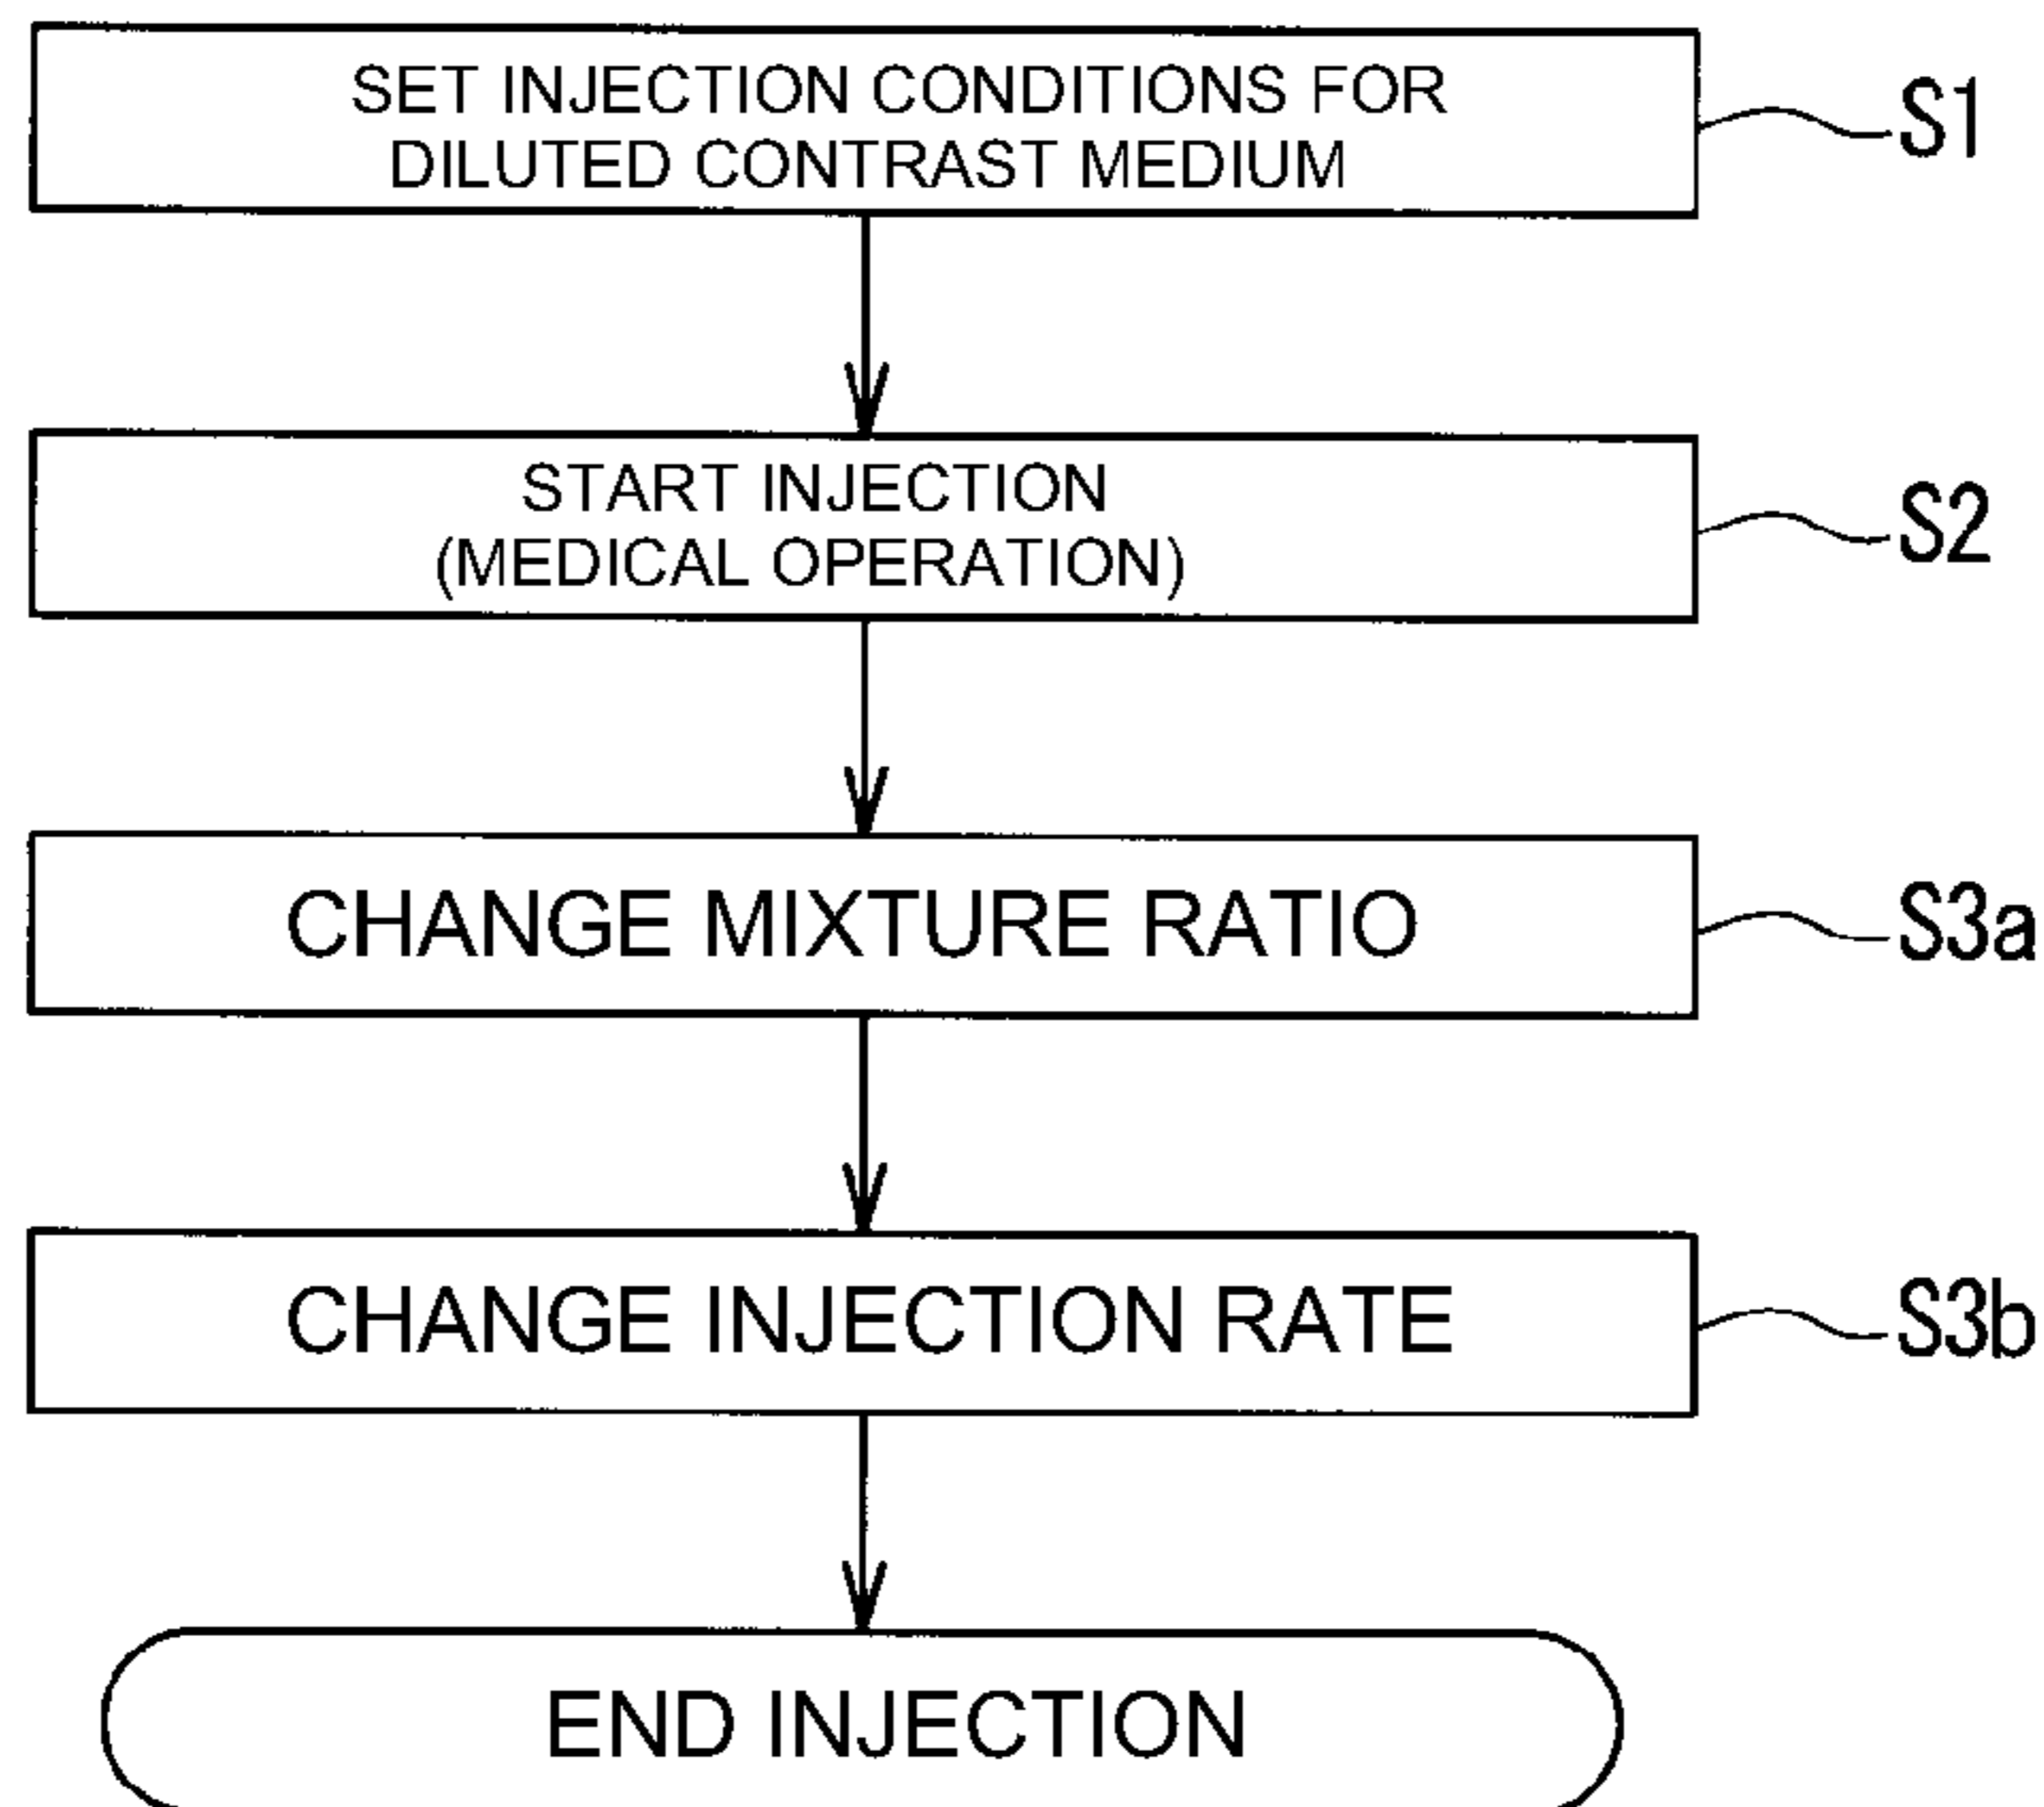 SET INJECTION CONDITIONS FOR
DILUTED CONTRAST MEDIUM
S1
START INJECTION
(MEDICAL OPERATION)
S2
CHANGE MIXTURE RATIO
S3a
CHANGE INJECTION RATE
S3b
END INJECTION